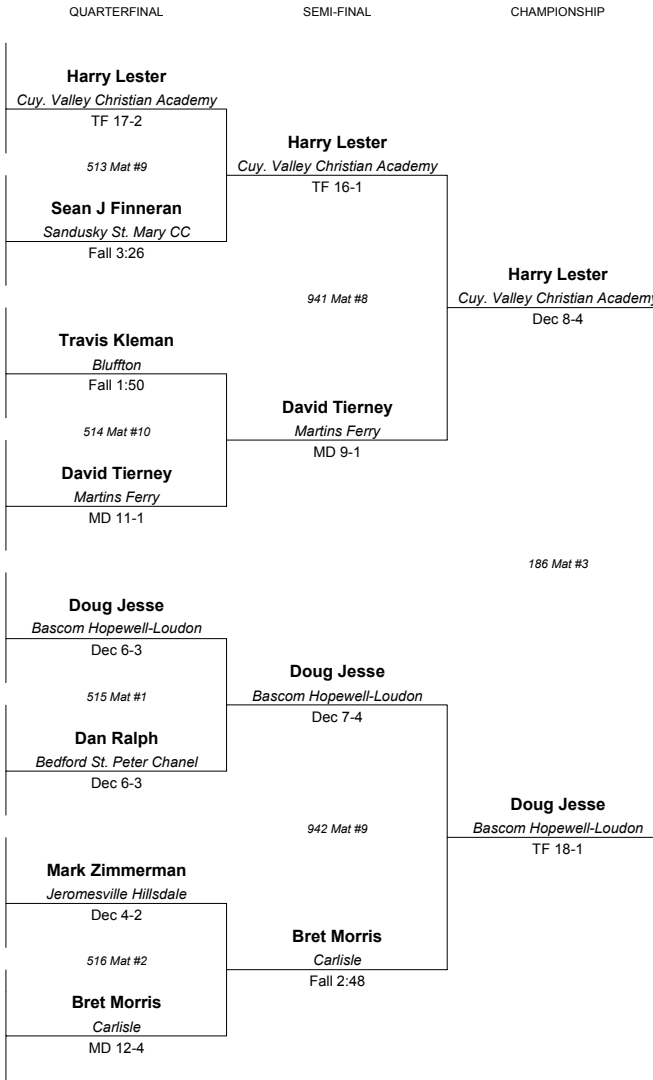 QUARTERFINAL
SEMI-FINAL
CHAMPIONSHIP
Harry Lester
Cuy. Valley Christian Academy
TF 17-2
513 Mat #9
Sean J Finneran
Sandusky St. Mary CC
Fall 3:26
Travis Kleman
Bluffton
Fall 1:50
514 Mat #10
David Tierney
Martins Ferry
MD 11-1
Doug Jesse
Bascom Hopewell-Loudon
Dec 6-3
515 Mat #1
Dan Ralph
Bedford St. Peter Chanel
Dec 6-3
Mark Zimmerman
Jeromesville Hillsdale
Dec 4-2
516 Mat #2
Bret Morris
Carlisle
MD 12-4
Harry Lester
Cuy. Valley Christian Academy
TF 16-1
941 Mat #8
David Tierney
Martins Ferry
MD 9-1
Doug Jesse
Bascom Hopewell-Loudon
Dec 7-4
942 Mat #9
Bret Morris
Carlisle
Fall 2:48
Harry Lester
Cuy. Valley Christian Academy
Dec 8-4
186 Mat #3
Doug Jesse
Bascom Hopewell-Loudon
TF 18-1